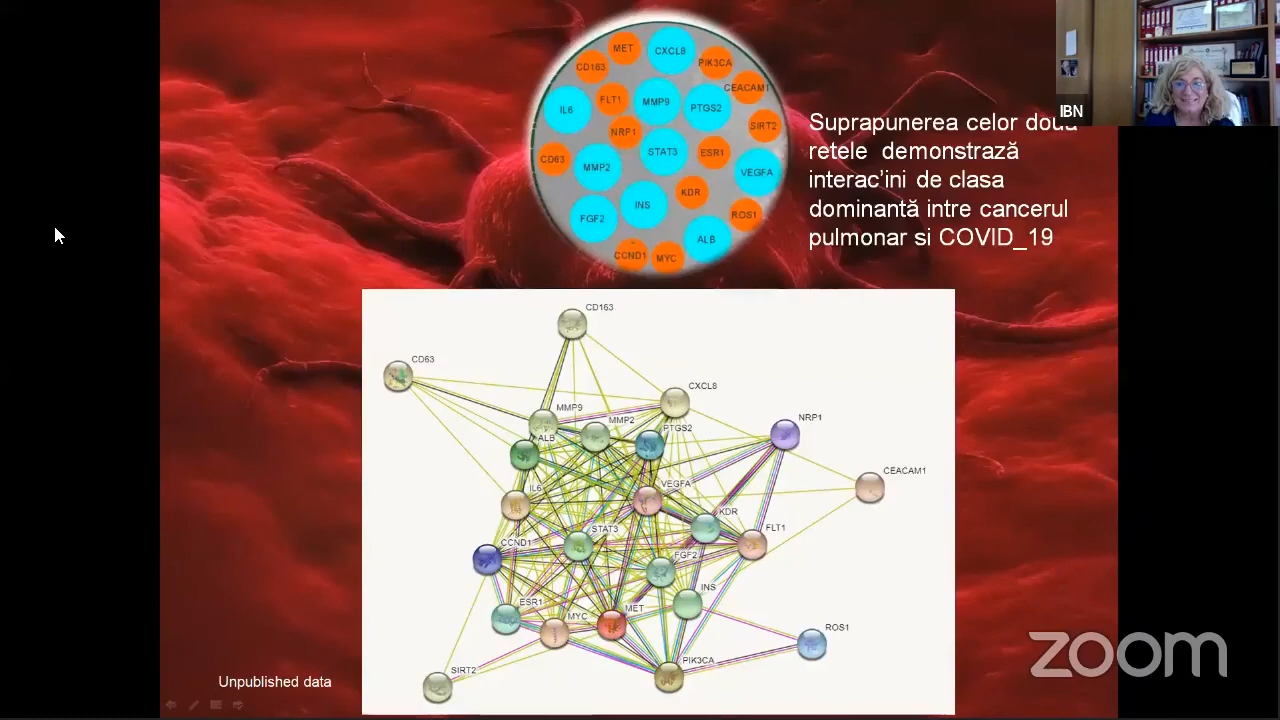 MET
CXCL8
CD163
PIK3CA
CEACAM1
IL6
FLT1
MMP9
PTGS2
NRP1
SIRT2
STAT3
ESR1
CD63
MMP2
VEGFA
KDR
INS
FGF2
ROS1
ALB
CCND1
MYC
IBN
Suprapunerea celor două
retele demonstrază
interac’ini de clasa
dominantă intre cancerul
pulmonar si COVID_19
CD163
CD63
CXCL8
MMP9
MMP2
NRP1
PTGS2
ALB
CEACAM1
VEGFA
IL6
KDR
FLT1
STAT3
CCND1
FGF2
INS
ESR1
MYC
MET
ROS1
PIK3CA
SIRT2
Unpublished data
zoom